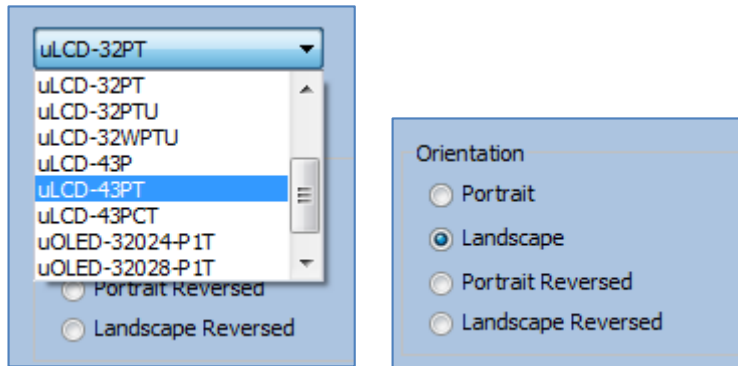 uLCD-32PT
uLCD-32PT
uLCD-32PTU
uLCD-32WPTU
uLCD-43P
uLCD-43PT
uLCD-43PCT
uOLED-32024-P1T
uOLED-32028-P1T
Portrait Reversed
Landscape Reversed
Orientation
Portrait
Landscape
Portrait Reversed
Landscape Reversed